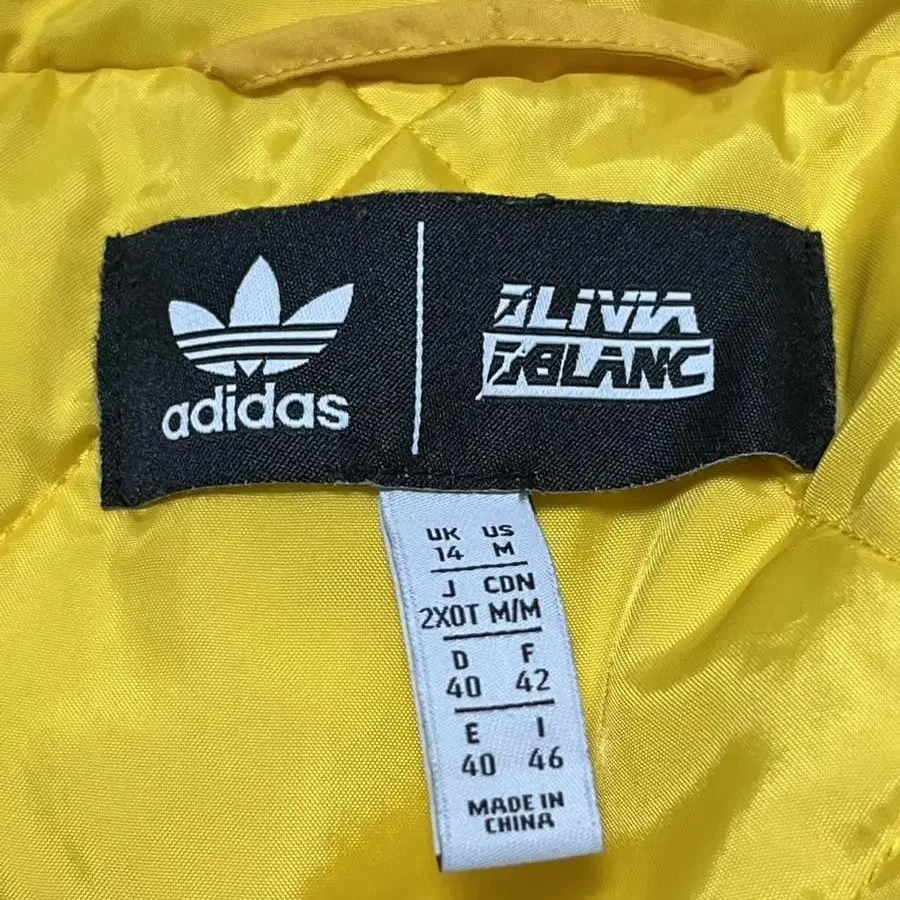 adidas
OLIVIA
OBLANC
UK US
14 M
J CDN
2XOT M/M
D F
40 42
E I
40 46
MADE IN
CHINA